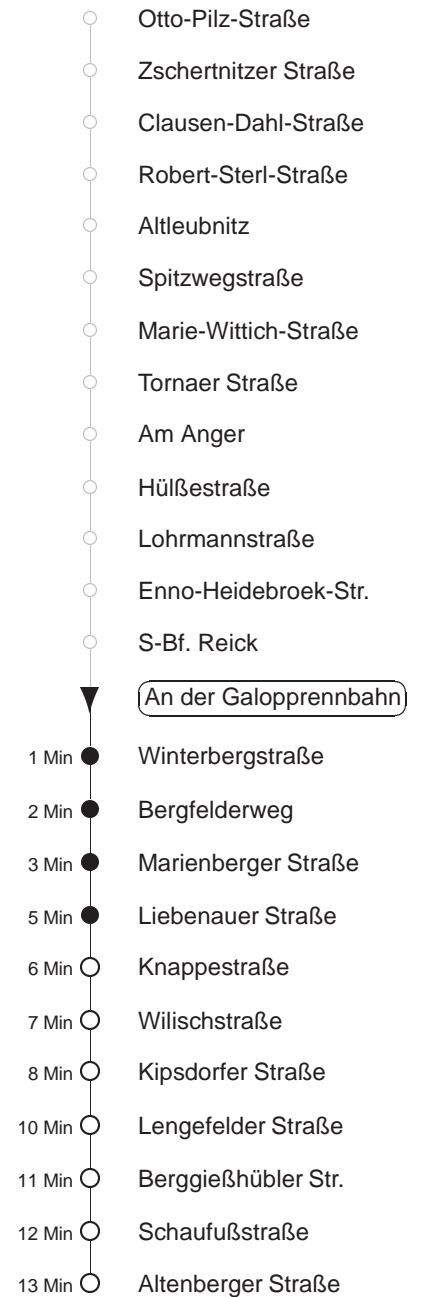 Otto-Pilz-Straße
Zschertnitzer Straße
Clausen-Dahl-Straße
Robert-Sterl-Straße
Altleubnitz
Spitzwegstraße
Marie-Wittich-Straße
Tornaer Straße
Am Anger
Hülßestraße
Lohrmannstraße
Enno-Heidebroek-Str.
S-Bf. Reick
An der Galopprennbahn
1 Min Winterbergstraße
2 Min Bergfelderweg
3 Min Marienberger Straße
5 Min Liebenauer Straße
6 Min Knappestraße
7 Min Wilischstraße
8 Min Kipsdorfer Straße
10 Min Lengefelder Straße
11 Min Berggießhübler Str.
12 Min Schaufußstraße
13 Min Altenberger Straße